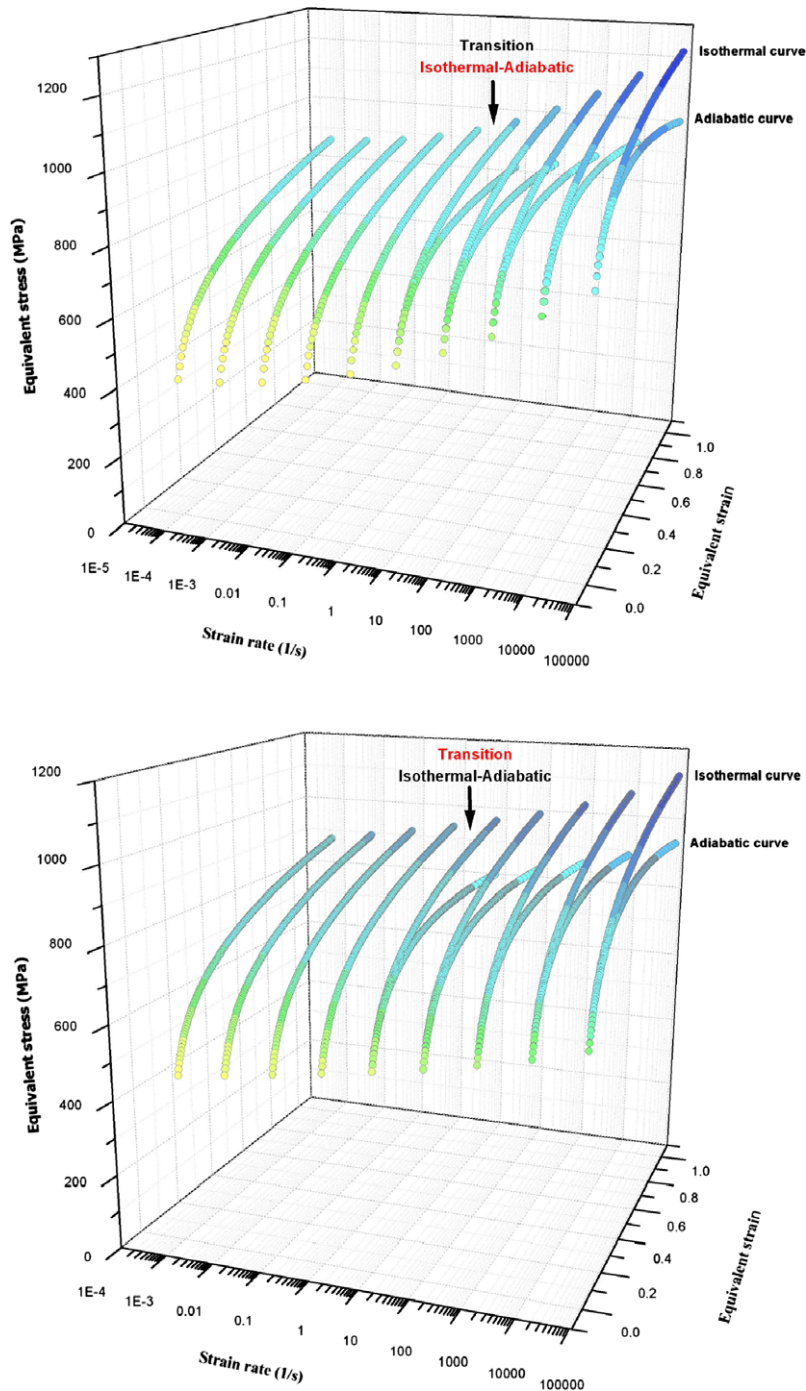 Transition
Isothermal-Adiabatic
Isothermal curve
Adiabatic curve
Equivalent stress (MPa)
1200
1000
800
600
400
200
0
1E-5
1E-4
1E-3
0.01
0.1
1
10
100
1000
10000
100000
Strain rate (1/s)
0.0
0.2
0.4
0.6
0.8
1.0
Equivalent strain
Transition
Isothermal-Adiabatic
Isothermal curve
Adiabatic curve
Equivalent stress (MPa)
1200
1000
800
600
400
200
0
1E-4
1E-3
0.01
0.1
1
10
100
1000
10000
100000
Strain rate (1/s)
0.0
0.2
0.4
0.6
0.8
1.0
Equivalent strain